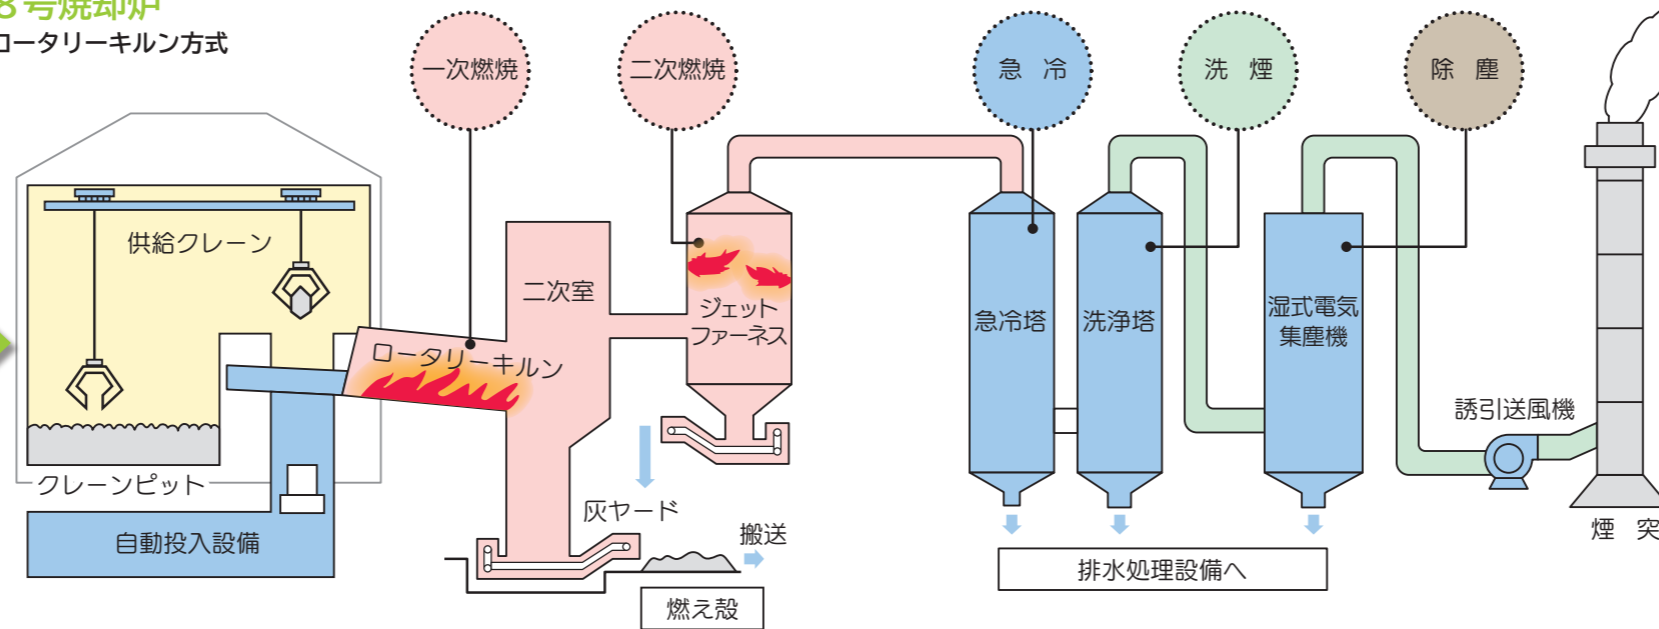 8号焼却炉
ロータリーキルン方式
一次燃焼
二次燃焼
急 冷
洗 煙
除 塵
供給クレーン
二次室
ロータリーキルン
ジェット
ファーネス
急冷塔
洗浄塔
湿式電気
集塵機
誘引送風機
クレーンピット
灰ヤード
搬送
煙 突
自動投入設備
排水処理設備へ
燃え殻